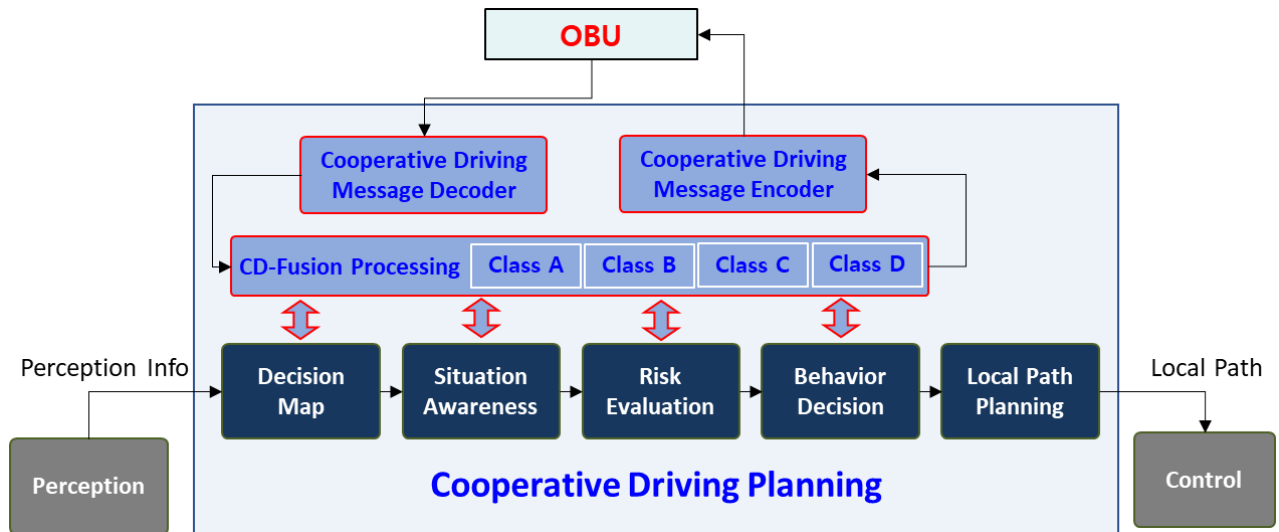 OBU
Cooperative Driving
Message Decoder
Cooperative Driving
Message Encoder
CD-Fusion Processing
Class A
Class B
Class C
Class D
Perception Info
Decision
Map
Situation
Awareness
Risk
Evaluation
Behavior
Decision
Local Path
Planning
Local Path
Perception
Cooperative Driving Planning
Control